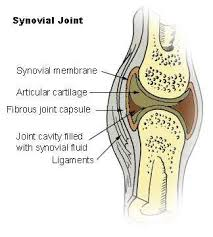 Synovial Joint
Synovial membrane
Articular cartilage
Fibrous joint capsule
Joint cavity filled
with synovial fluid
Ligaments